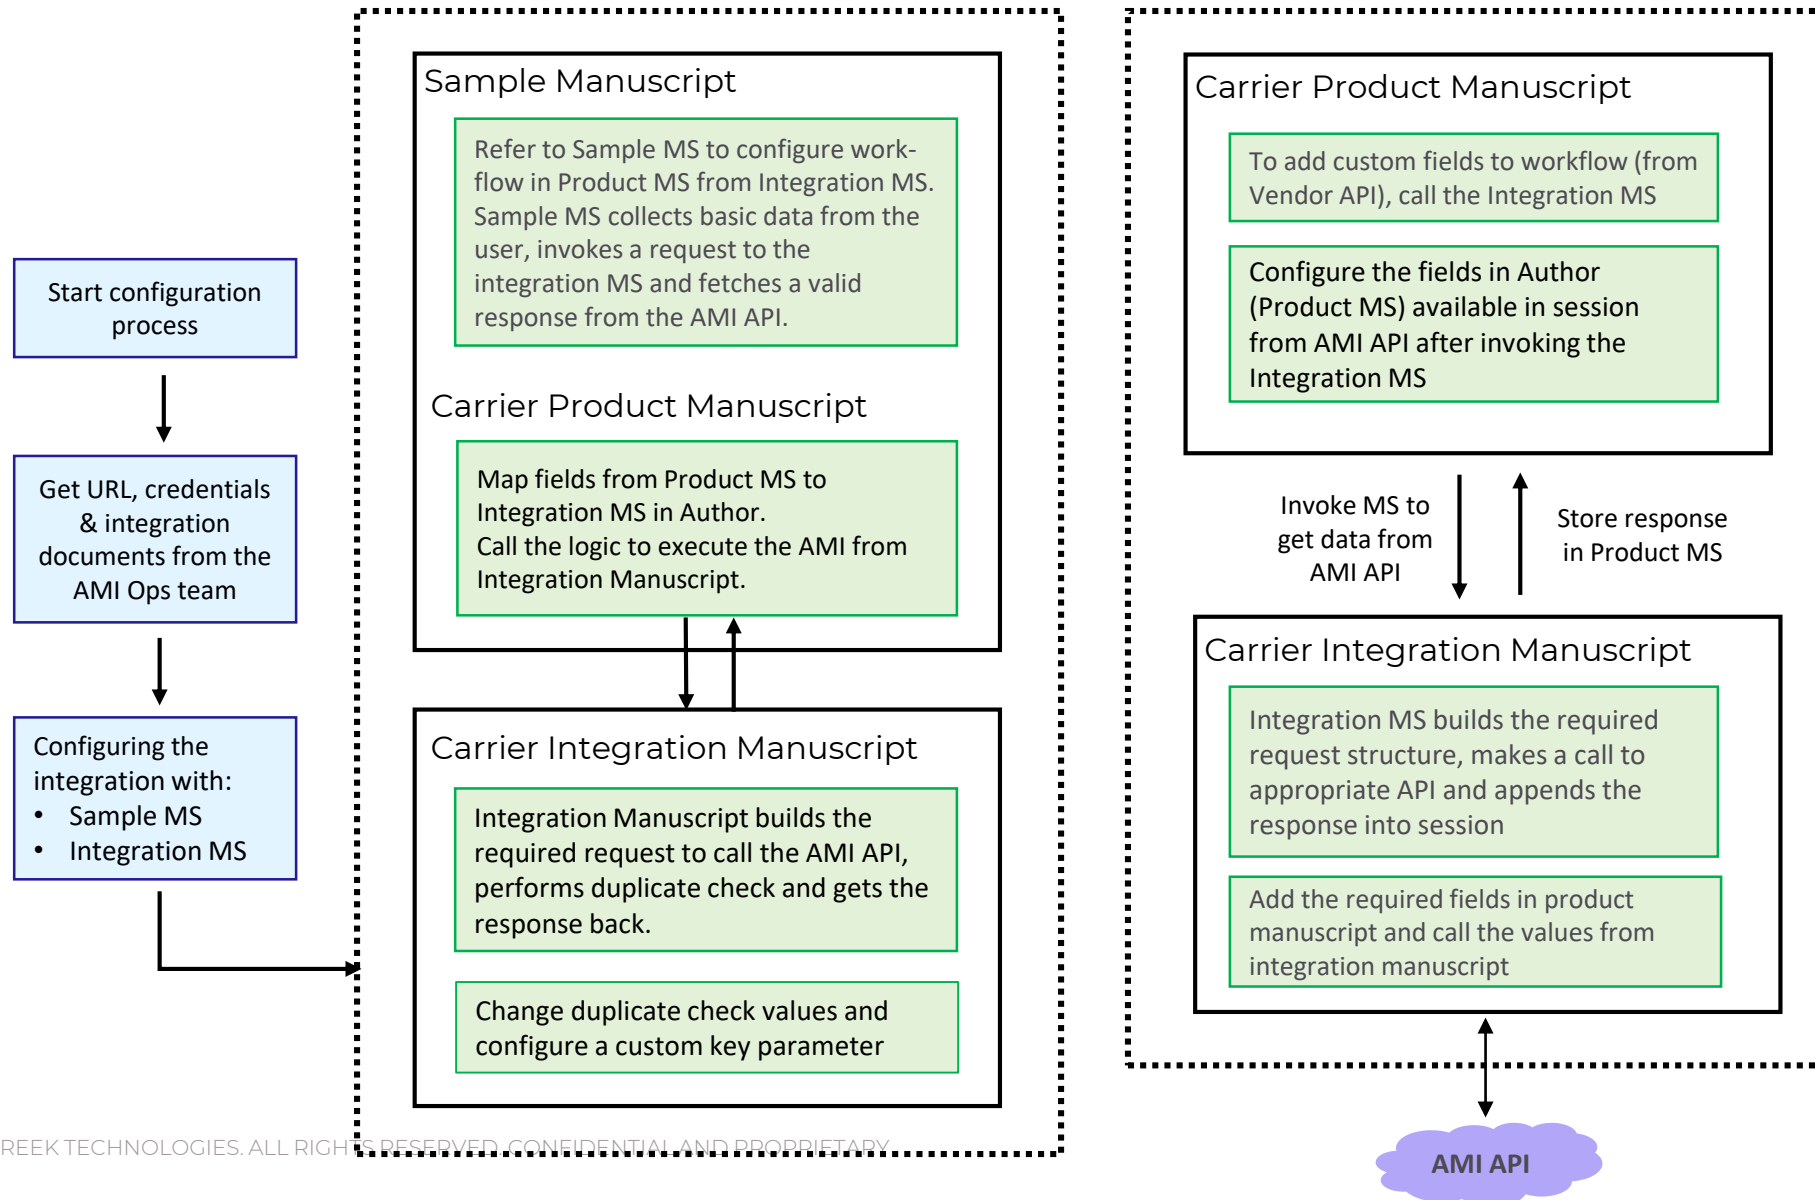 Start configuration
process
Get URL, credentials
& integration
documents from the
AMI Ops team
Configuring the
integration with:
• Sample MS
• Integration MS
Sample Manuscript
Refer to Sample MS to configure work-
flow in Product MS from Integration MS.
Sample MS collects basic data from the
user, invokes a request to the
integration MS and fetches a valid
response from the AMI API.
Carrier Product Manuscript
Map fields from Product MS to
Integration MS in Author.
Call the logic to execute the AMI from
Integration Manuscript.
Carrier Integration Manuscript
Integration Manuscript builds the
required request to call the AMI API,
performs duplicate check and gets the
response back.
Change duplicate check values and
configure a custom key parameter
Carrier Product Manuscript
To add custom fields to workflow (from
Vendor API), call the Integration MS
Configure the fields in Author
(Product MS) available in session
from AMI API after invoking the
Integration MS
Invoke MS to
get data from
AMI API
Store response
in Product MS
Carrier Integration Manuscript
Integration MS builds the required
request structure, makes a call to
appropriate API and appends the
response into session
Add the required fields in product
manuscript and call the values from
integration manuscript
AMI API
REEK TECHNOLOGIES. ALL RIGHTS RESERVED. CONFIDENTIAL AND PROPRIETARY